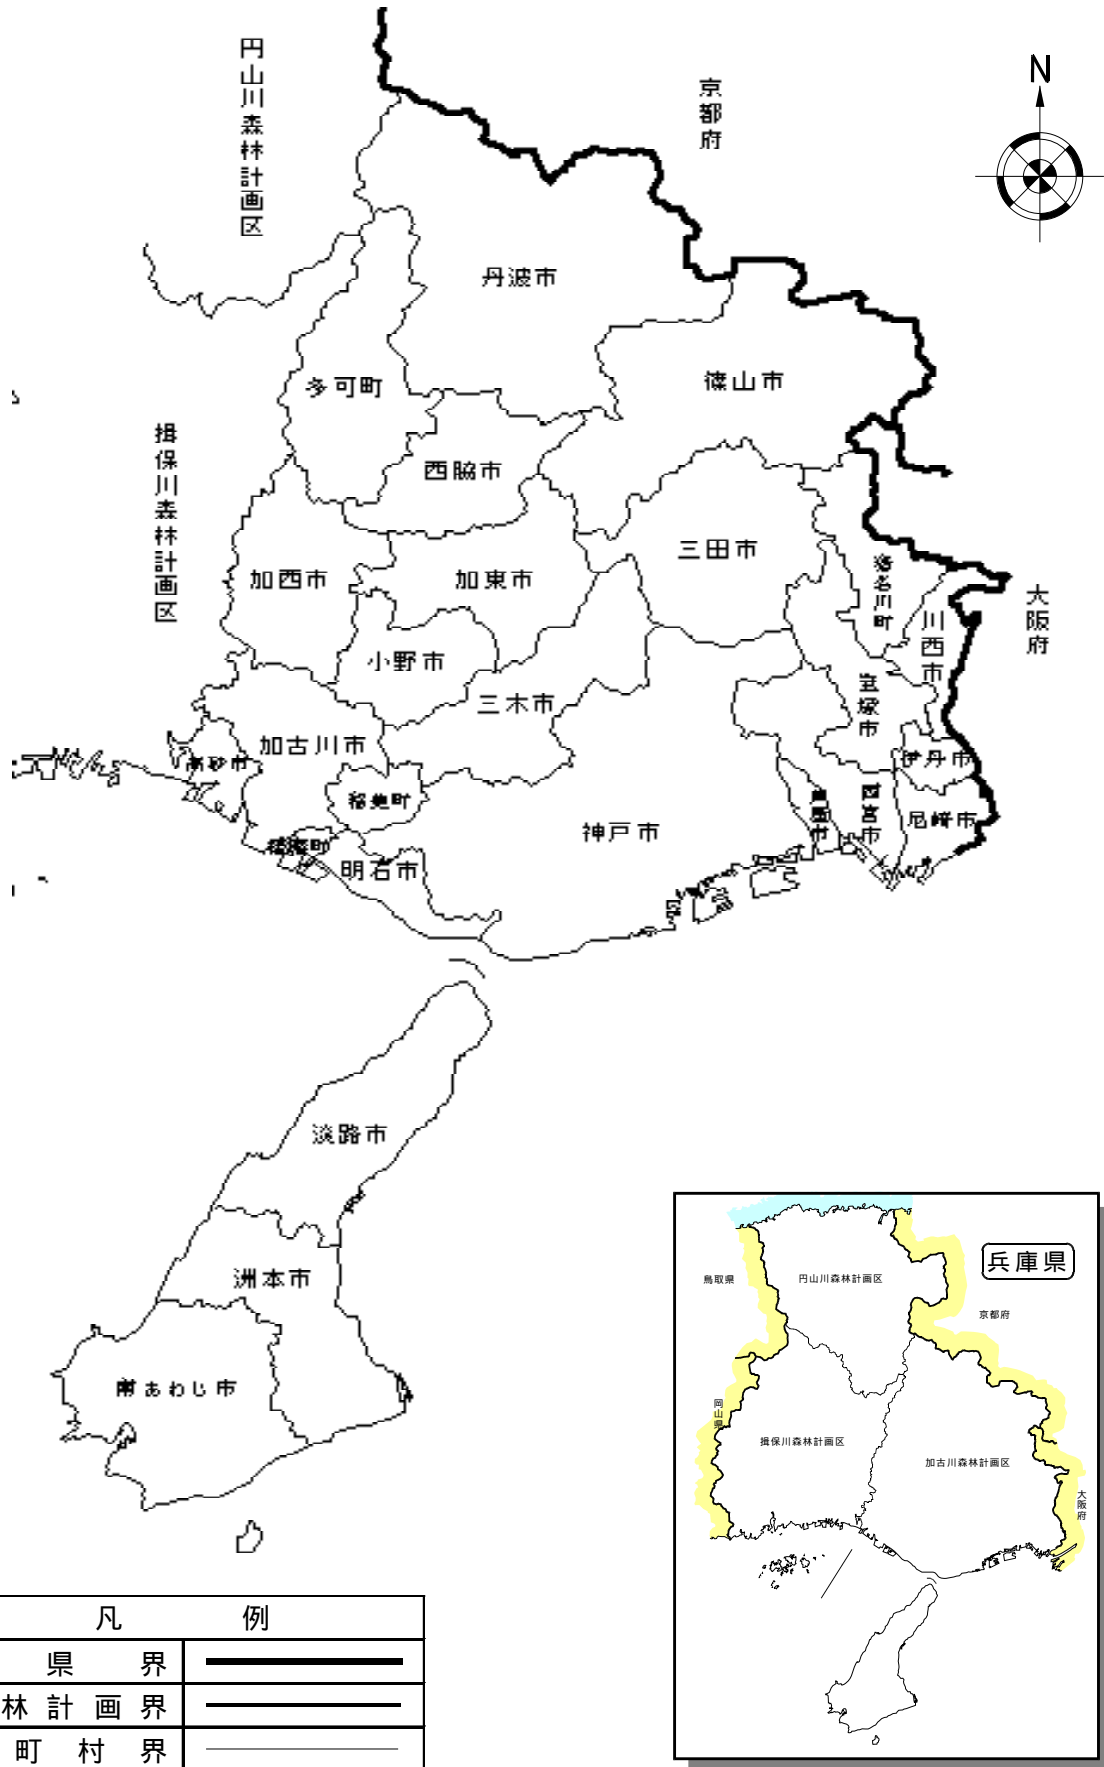 円山川森林計画区
京都府
N
丹波市
多可町
篠山市
揖保川森林計画区
西脇市
三田市
加西市
加東市
猪名川町
大阪府
川西市
小野市
三木市
宝塚市
加古川市
高砂市
伊丹市
稲美町
神戸市
西宮市
尼崎市
播磨町
明石市
淡路市
洲本市
南あわじ市
兵庫県
鳥取県
円山川森林計画区
京都府
岡山県
揖保川森林計画区
加古川森林計画区
大阪府
凡 例
県 界
林 計 画 界
町 村 界